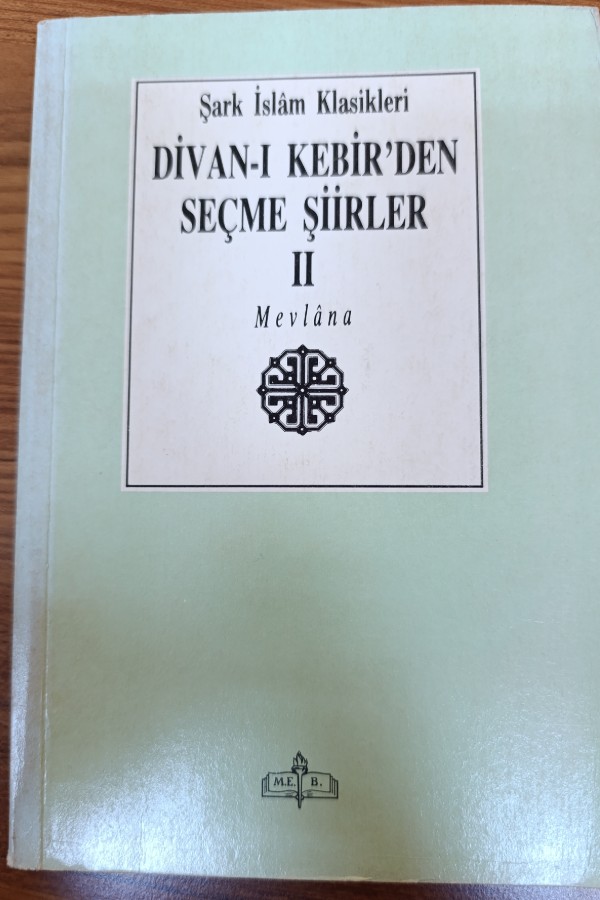 Şark İslâm Klasikleri
DİVAN-I KEBİR'DEN
SEÇME ŞİİRLER
II
Mevlâna
M.E. B.